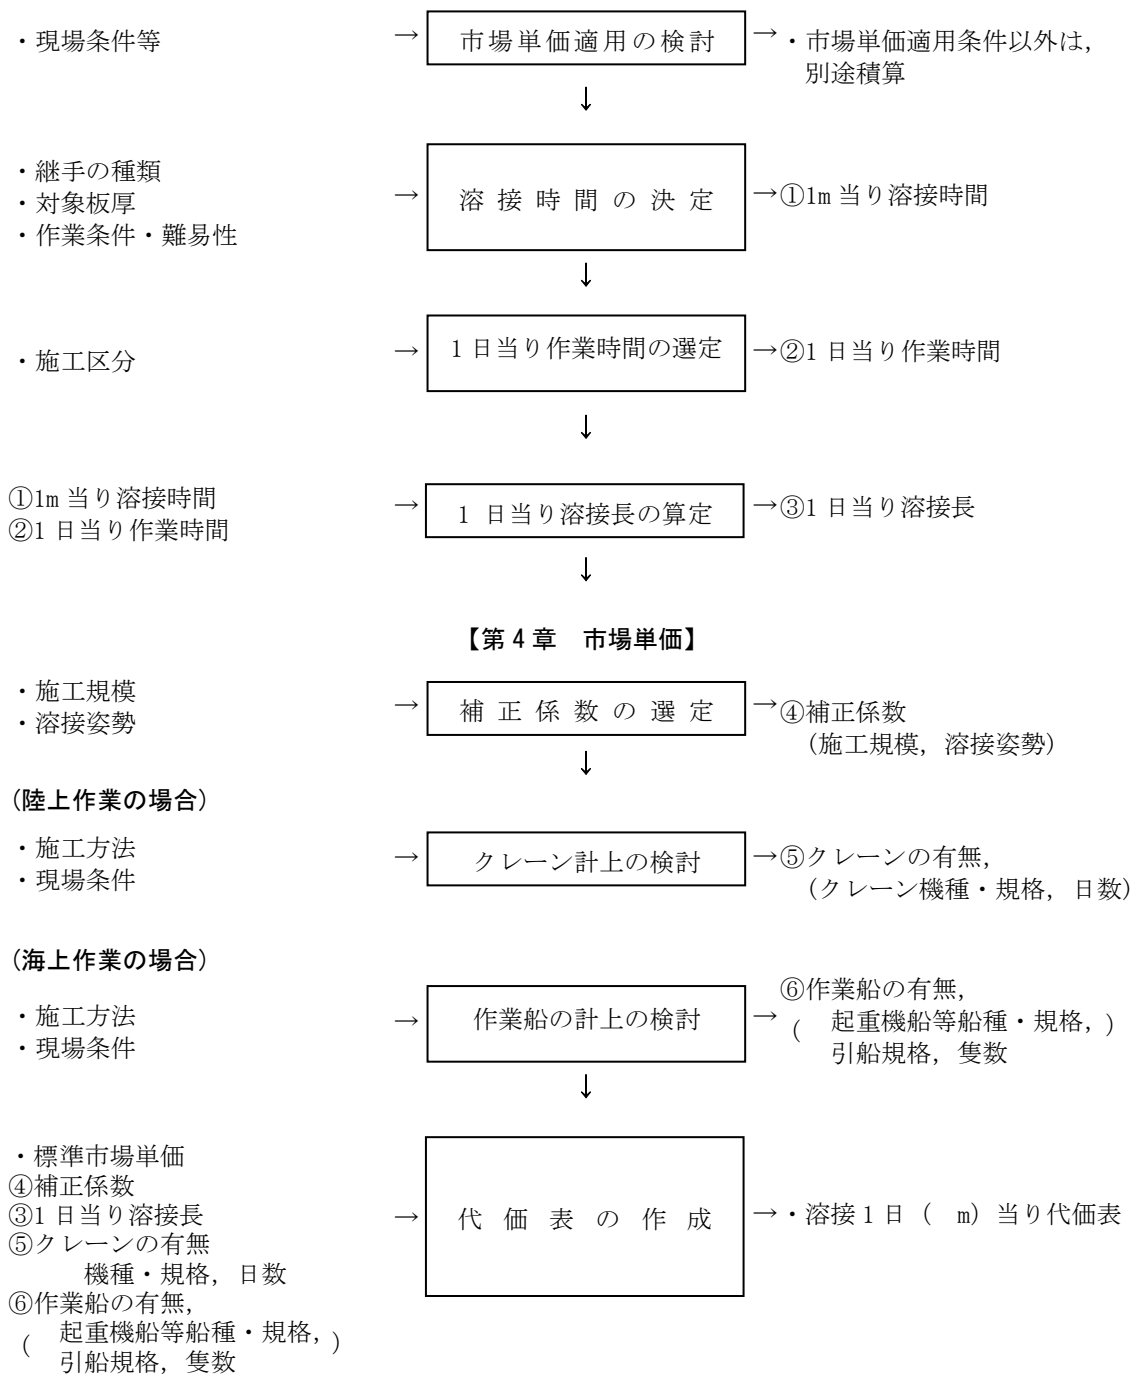 ・現場条件等
→
市場単価適用の検討
→
・市場単価適用条件以外は,
別途積算
↓
・継手の種類
・対象板厚
・作業条件・難易性
→
溶接時間の決定
→①1m当り溶接時間
↓
・施工区分
→
1日当り作業時間の選定
→②1日当り作業時間
↓
①1m当り溶接時間
②1日当り作業時間
→
1 日当り溶接長の算定
→③1日当り溶接長
↓
【第4章 市場単価】
・施工規模
・溶接姿勢
→
補正係数の選定
→④補正係数
(施工規模, 溶接姿勢)
↓
(陸上作業の場合)
・施工方法
・現場条件
→
クレーン計上の検討
→⑤クレーンの有無,
(クレーン機種・規格, 日数)
(海上作業の場合)
・施工方法
・現場条件
→
作業船の計上の検討
→
⑥作業船の有無,
( 起重機船等船種・規格, )
引船規格, 隻数
↓
・標準市場単価
④補正係数
③1日当り溶接長
⑤クレーンの有無
機種・規格, 日数
⑥作業船の有無,
( 起重機船等船種・規格, )
引船規格, 隻数
→
代価表の作成
→・溶接1日( m)当り代価表